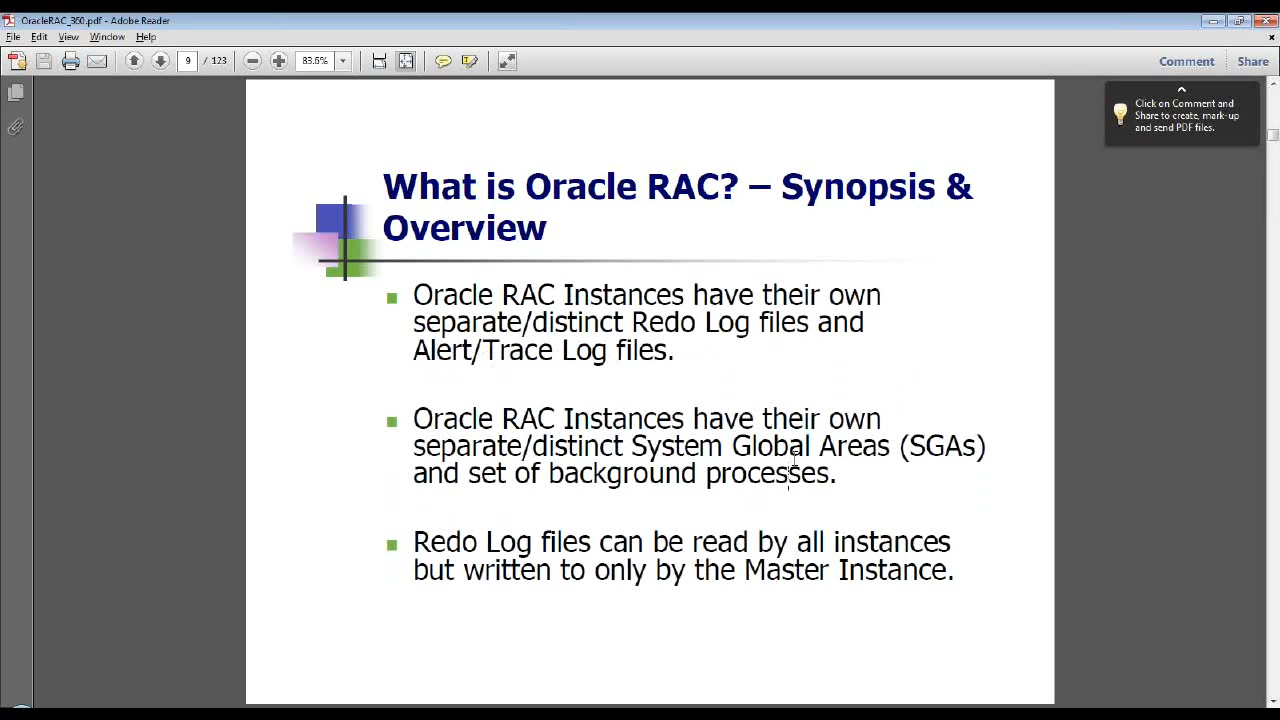 OracleRAC_360.pdf - Adobe Reader
File Edit View Window Help
9 / 123 83.6% Comment Share
Click on Comment and
Share to create, mark-up
and send PDF files.
What is Oracle RAC? – Synopsis &
Overview
Oracle RAC Instances have their own
separate/distinct Redo Log files and
Alert/Trace Log files.
Oracle RAC Instances have their own
separate/distinct System Global Areas (SGAs)
and set of background processes.
Redo Log files can be read by all instances
but written to only by the Master Instance.